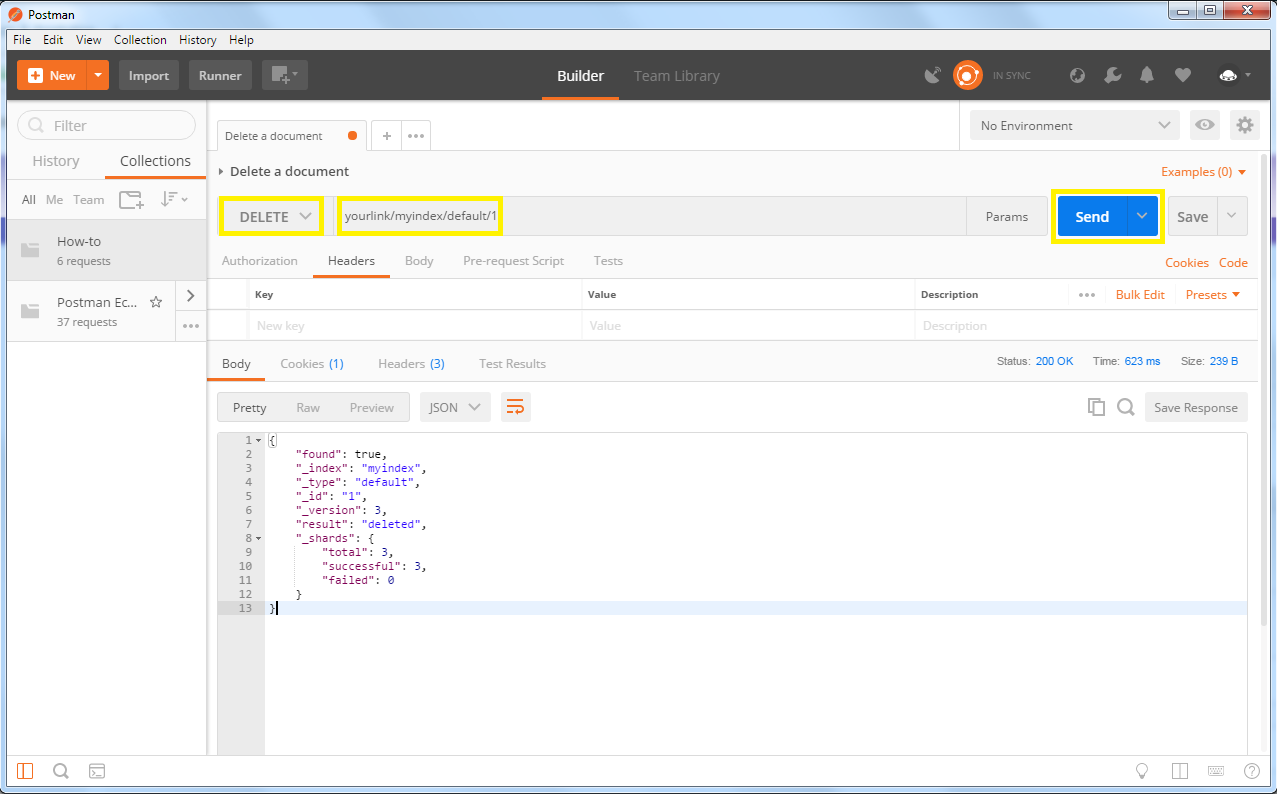 Postman
File Edit View Collection History Help
New Import Runner Builder Team Library IN SYNC
Filter
History Collections
All Me Team
How-to
6 requests
Postman Ec...
37 requests
Delete a document + ••• No Environment
Delete a document Examples (0)
DELETE yourlink/myindex/default/1 Params Send Save
Authorization Headers Body Pre-request Script Tests Cookies Code
Key Value Description ••• Bulk Edit Presets
New key Value Description
Body Cookies (1) Headers (3) Test Results Status: 200 OK Time: 623 ms Size: 239 B
Pretty Raw Preview JSON Save Response
1 {
2 "found": true,
3 "_index": "myindex",
4 "_type": "default",
5 "_id": "1",
6 "_version": 3,
7 "result": "deleted",
8 "_shards": {
9 "total": 3,
10 "successful": 3,
11 "failed": 0
12 }
13 }